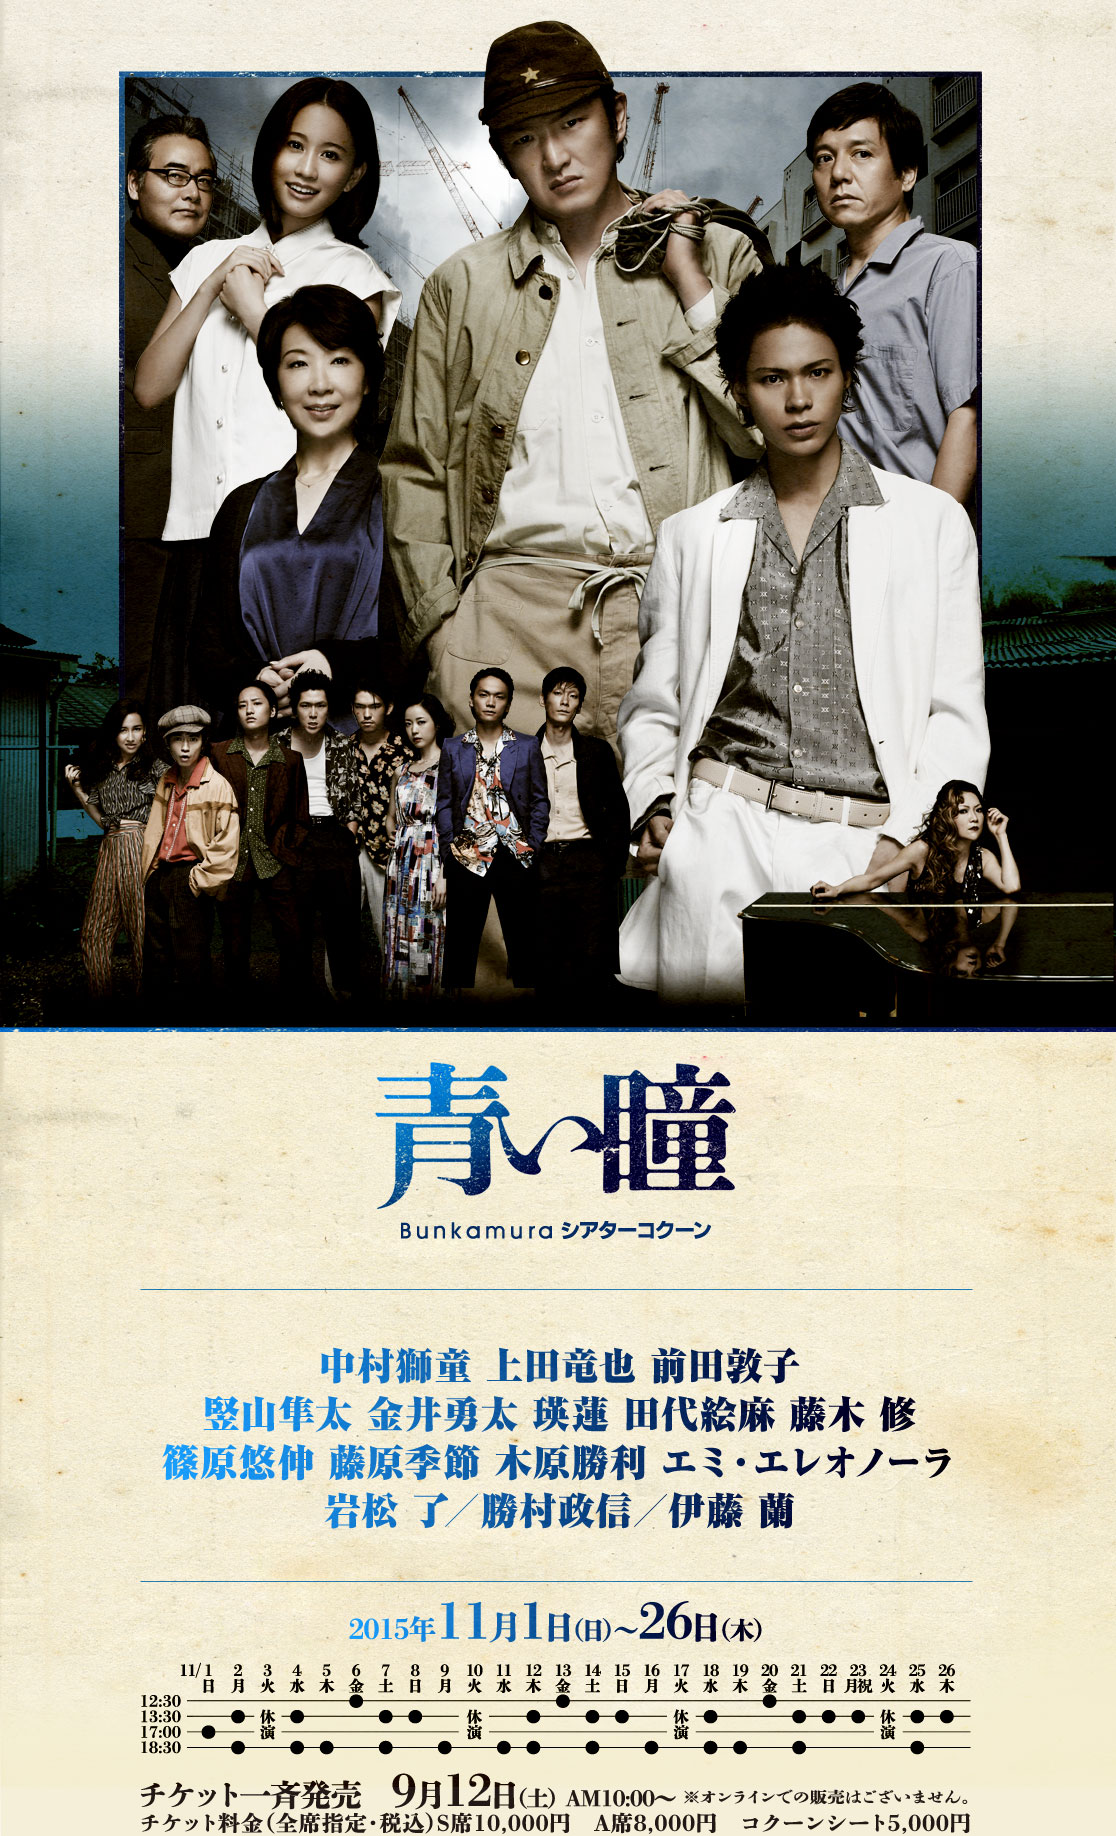 青い瞳
Bunkamura シアターコクーン
中村獅童 上田竜也 前田敦子
竪山隼太 金井勇太 瑛蓮 田代絵麻 藤木 修
篠原悠伸 藤原季節 木原勝利 エミ・エレオノーラ
岩松 了／勝村政信／伊藤 蘭
2015年11月1日(日)～26日(木)
11/1 2 3 4 5 6 7 8 9 10 11 12 13 14 15 16 17 18 19 20 21 22 23 24 25 26
日 月 火 水 木 金 土 日 月 火 水 木 金 土 日 月 火 水 木 金 土 日 月祝 火 水 木
12:30 ● ● ●
13:30 ● 休演 ● ● ● 休演 ● ● ● 休演 ● ● ● ● 休演 ● ●
17:00 ●
18:30 ● ● ● ● ● ● ● ● ● ● ● ● ●
チケット一斉発売 9月12日(土) AM10:00～ ※オンラインでの販売はございません。
チケット料金(全席指定・税込)S席10,000円 A席8,000円 コクーンシート5,000円